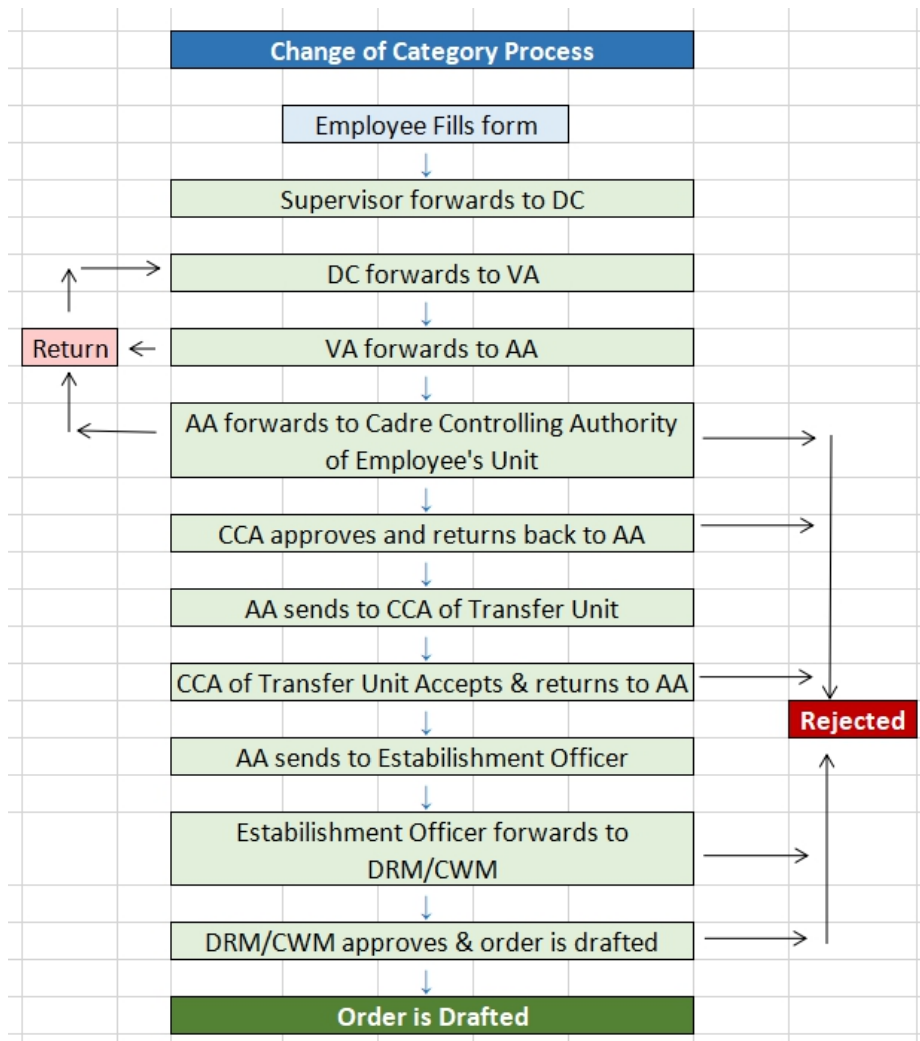 Change of Category Process
Employee Fills form
Supervisor forwards to DC
DC forwards to VA
Return
VA forwards to AA
AA forwards to Cadre Controlling Authority
of Employee's Unit
CCA approves and returns back to AA
AA sends to CCA of Transfer Unit
CCA of Transfer Unit Accepts & returns to AA
Rejected
AA sends to Estabilishment Officer
Estabilishment Officer forwards to
DRM/CWM
DRM/CWM approves & order is drafted
Order is Drafted